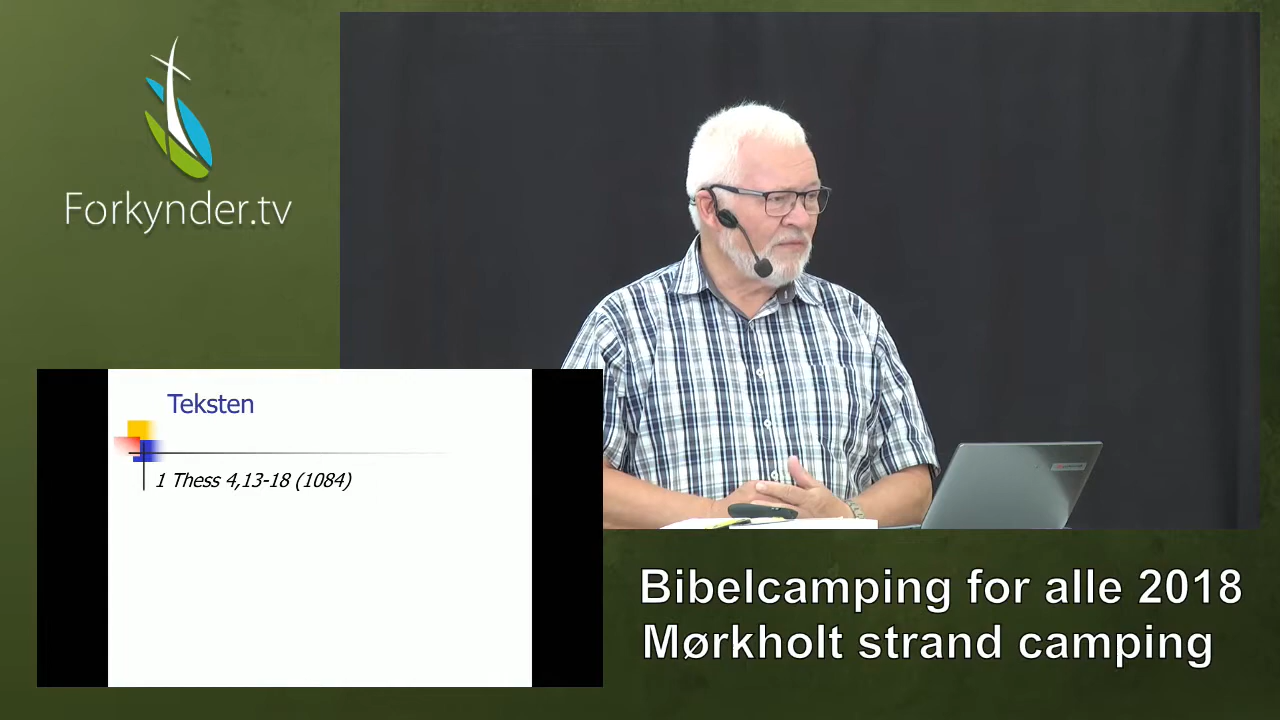 Forkynder.tv
Teksten
1 Thess 4,13-18 (1084)
Bibelcamping for alle 2018
Mørkholt strand camping